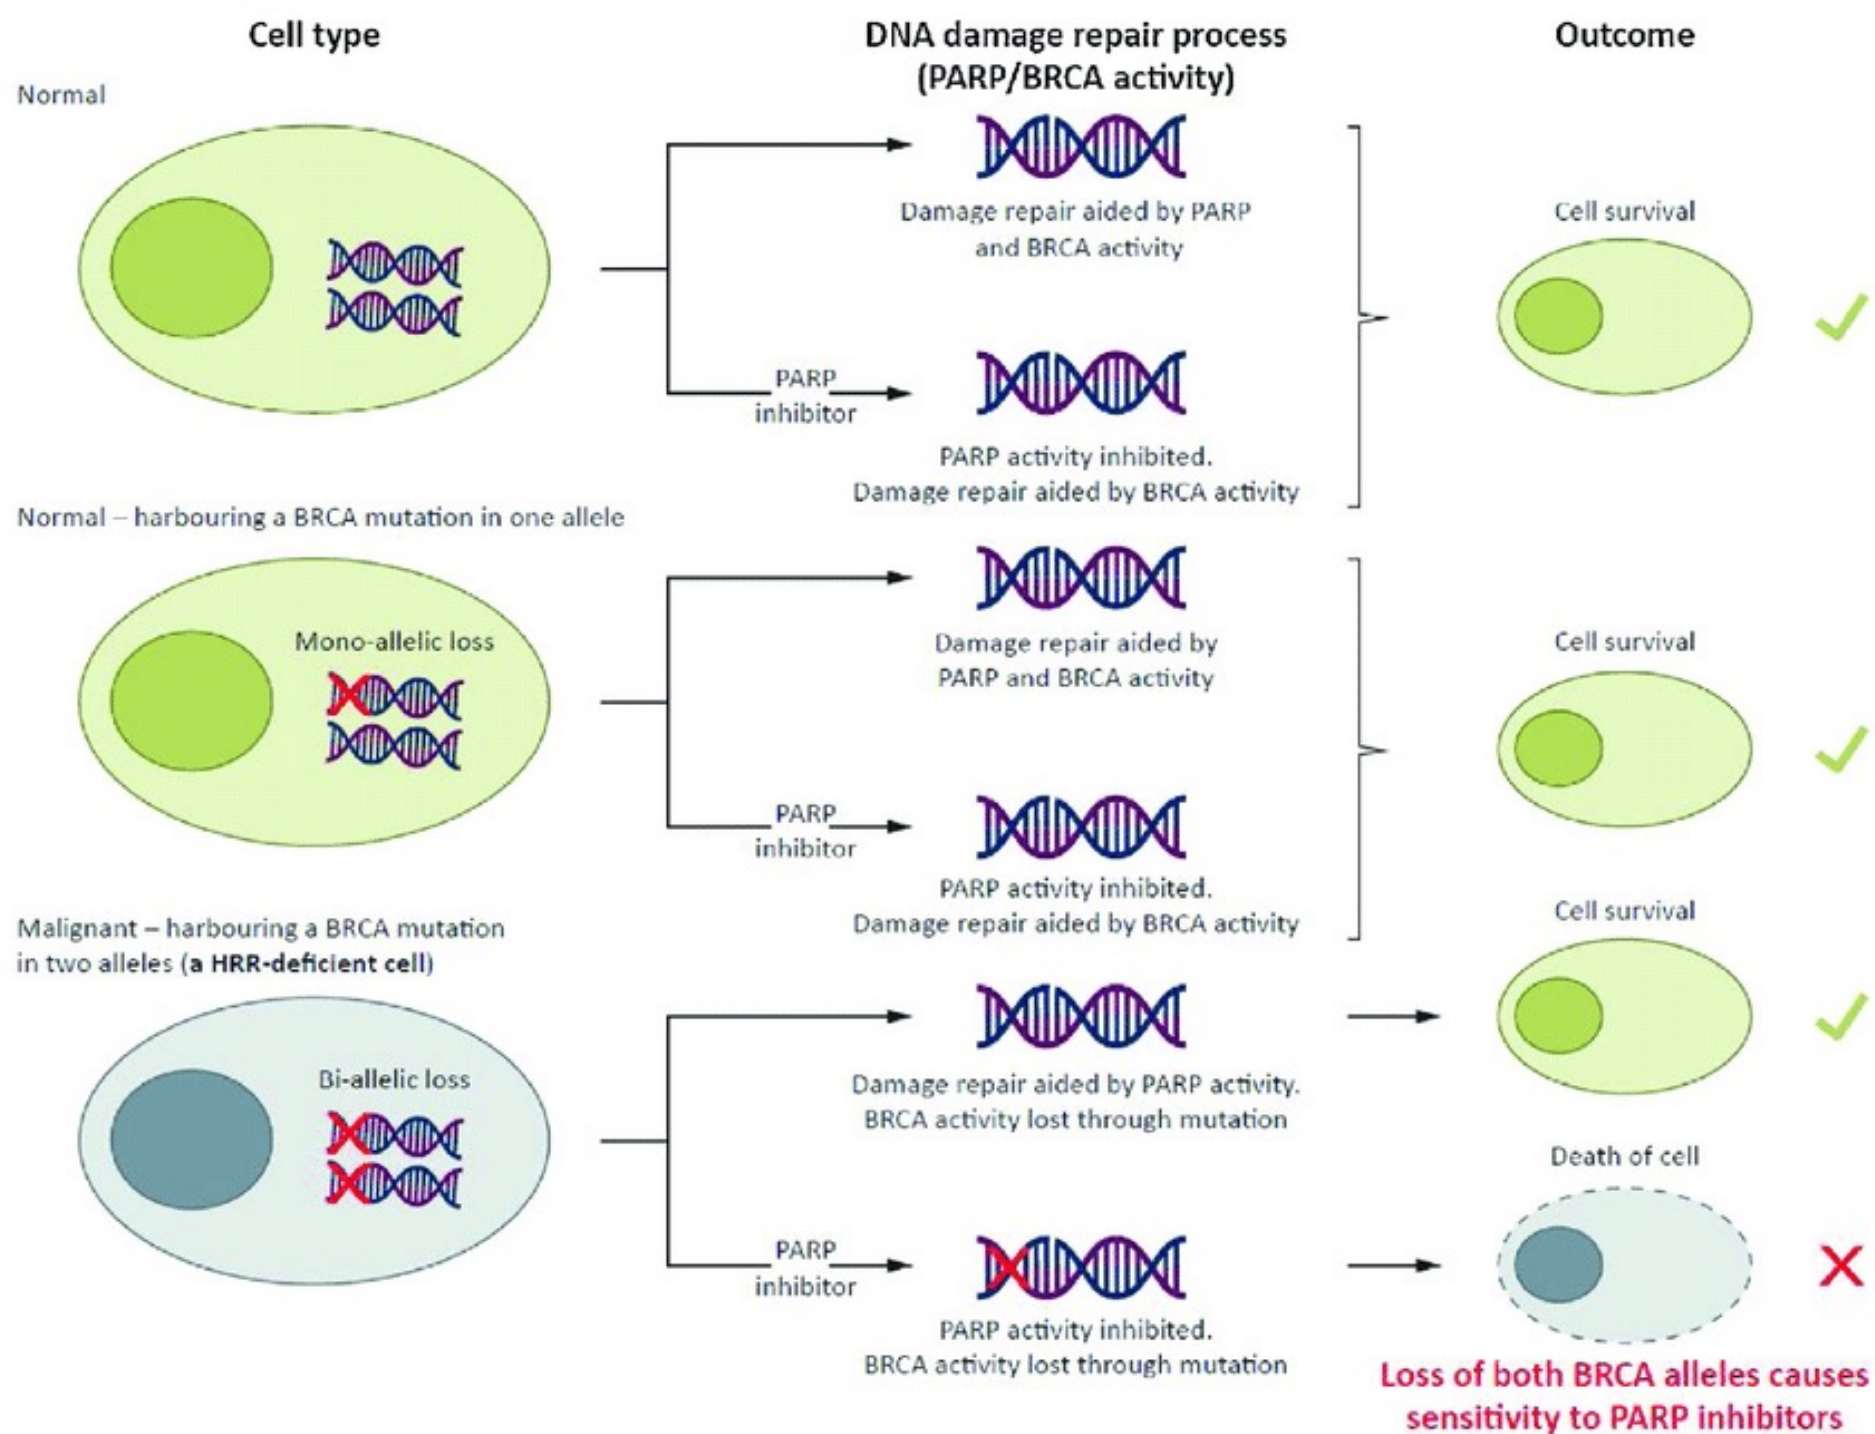 Cell type
DNA damage repair process
(PARP/BRCA activity)
Outcome
Normal
Damage repair aided by PARP
and BRCA activity
Cell survival
PARP
inhibitor
PARP activity inhibited.
Damage repair aided by BRCA activity
Normal – harbouring a BRCA mutation in one allele
Mono-allelic loss
Damage repair aided by
PARP and BRCA activity
Cell survival
PARP
inhibitor
PARP activity inhibited.
Damage repair aided by BRCA activity
Malignant – harbouring a BRCA mutation
in two alleles (a HRR-deficient cell)
Cell survival
Bi-allelic loss
Damage repair aided by PARP activity.
BRCA activity lost through mutation
Death of cell
PARP
inhibitor
PARP activity inhibited.
BRCA activity lost through mutation
Loss of both BRCA alleles causes
sensitivity to PARP inhibitors